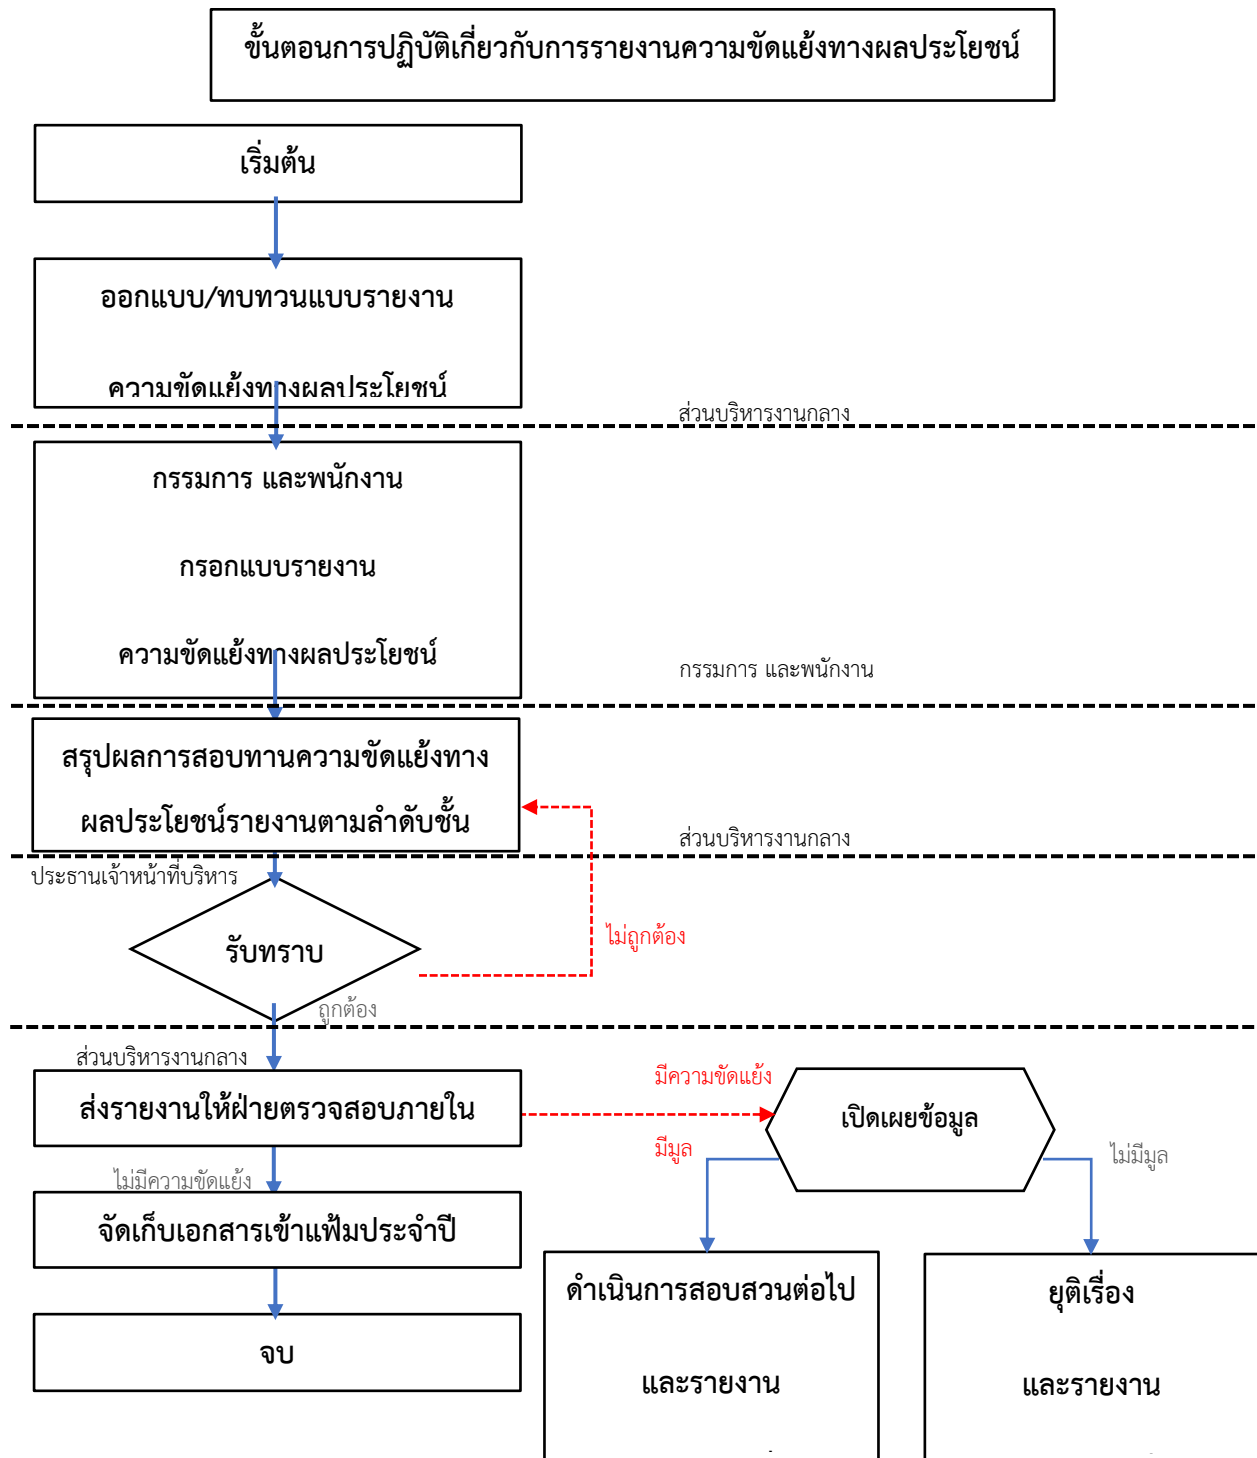 ขั้นตอนการปฏิบัติเกี่ยวกับการรายงานความขัดแย้งทางผลประโยชน์
เริ่มต้น
ออกแบบ/ทบทวนแบบรายงาน
ความขัดแย้งทางผลประโยชน์
ส่วนบริหารงานกลาง
กรรมการ และพนักงาน
กรอกแบบรายงาน
ความขัดแย้งทางผลประโยชน์
กรรมการ และพนักงาน
สรุปผลการสอบทานความขัดแย้งทาง
ผลประโยชน์รายงานตามลำดับชั้น
ส่วนบริหารงานกลาง
ประธานเจ้าหน้าที่บริหาร
รับทราบ
ไม่ถูกต้อง
ถูกต้อง
ส่วนบริหารงานกลาง
ส่งรายงานให้ฝ่ายตรวจสอบภายใน
มีความขัดแย้ง
เปิดเผยข้อมูล
มีมูล
ไม่มีมูล
ไม่มีความขัดแย้ง
จัดเก็บเอกสารเข้าแฟ้มประจำปี
จบ
ดำเนินการสอบสวนต่อไป
และรายงาน
ยุติเรื่อง
และรายงาน